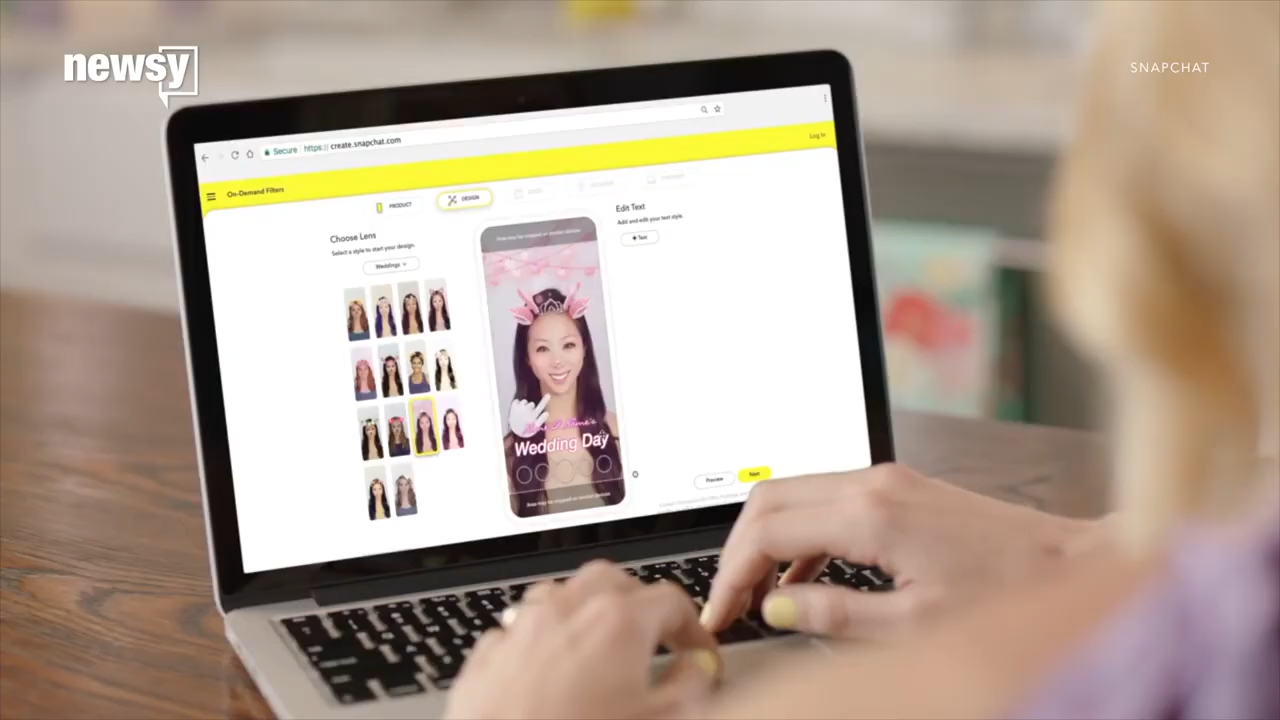 newsy
SNAPCHAT
Secure
https:// create.snapchat.com
Log In
On-Demand Filters
PRODUCT
DESIGN
Choose Lens
Select a style to start your design.
Weddings
Edit Text
Add and edit your text style.
+ Text
Wedding Day
Preview
Next